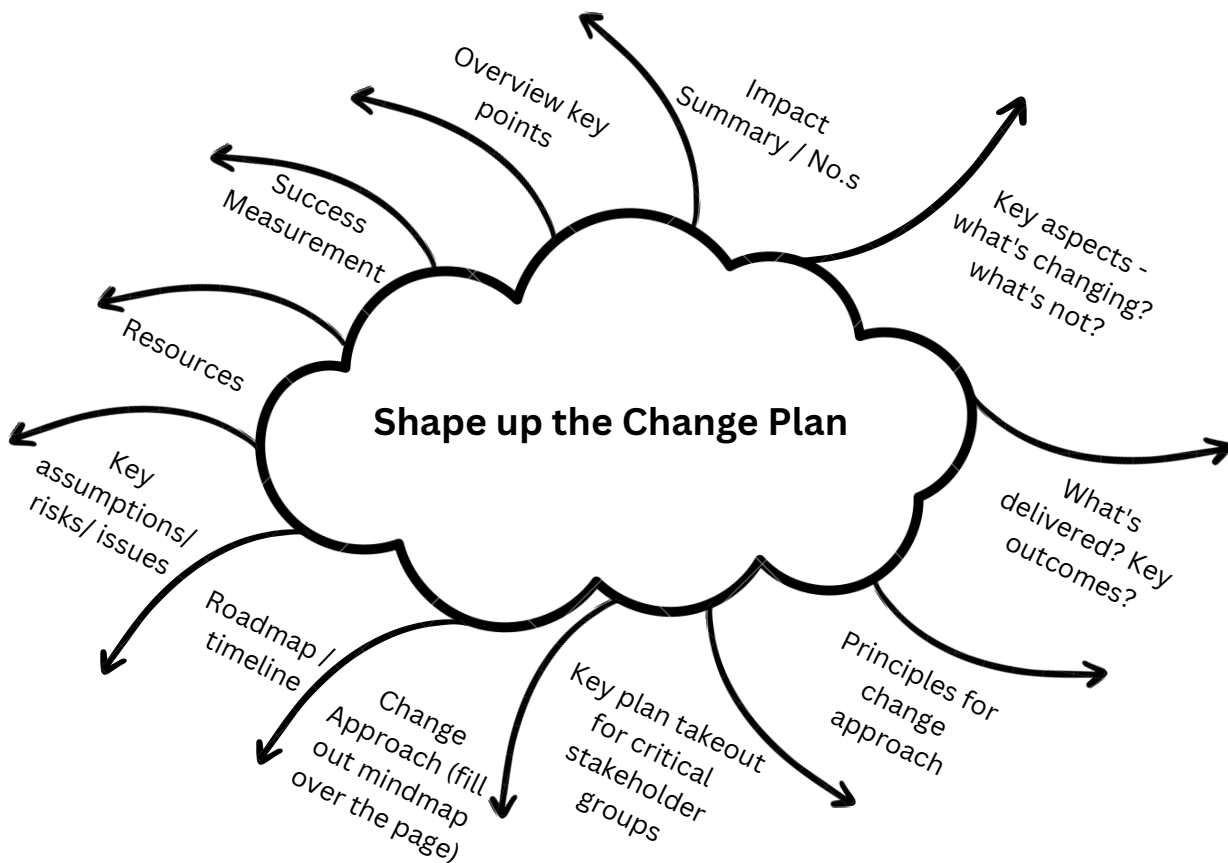 Overview key
points
Impact
Summary / No.s
Key aspects -
what's changing?
what's not?
Success
Measurement
Resources
Shape up the Change Plan
Key
assumptions/
risks/ issues
What's
delivered? Key
outcomes?
Roadmap /
timeline
Change
Approach (fill
out mindmap
over the page)
Key plan takeout
for critical
stakeholder
groups
Principles for
change
approach